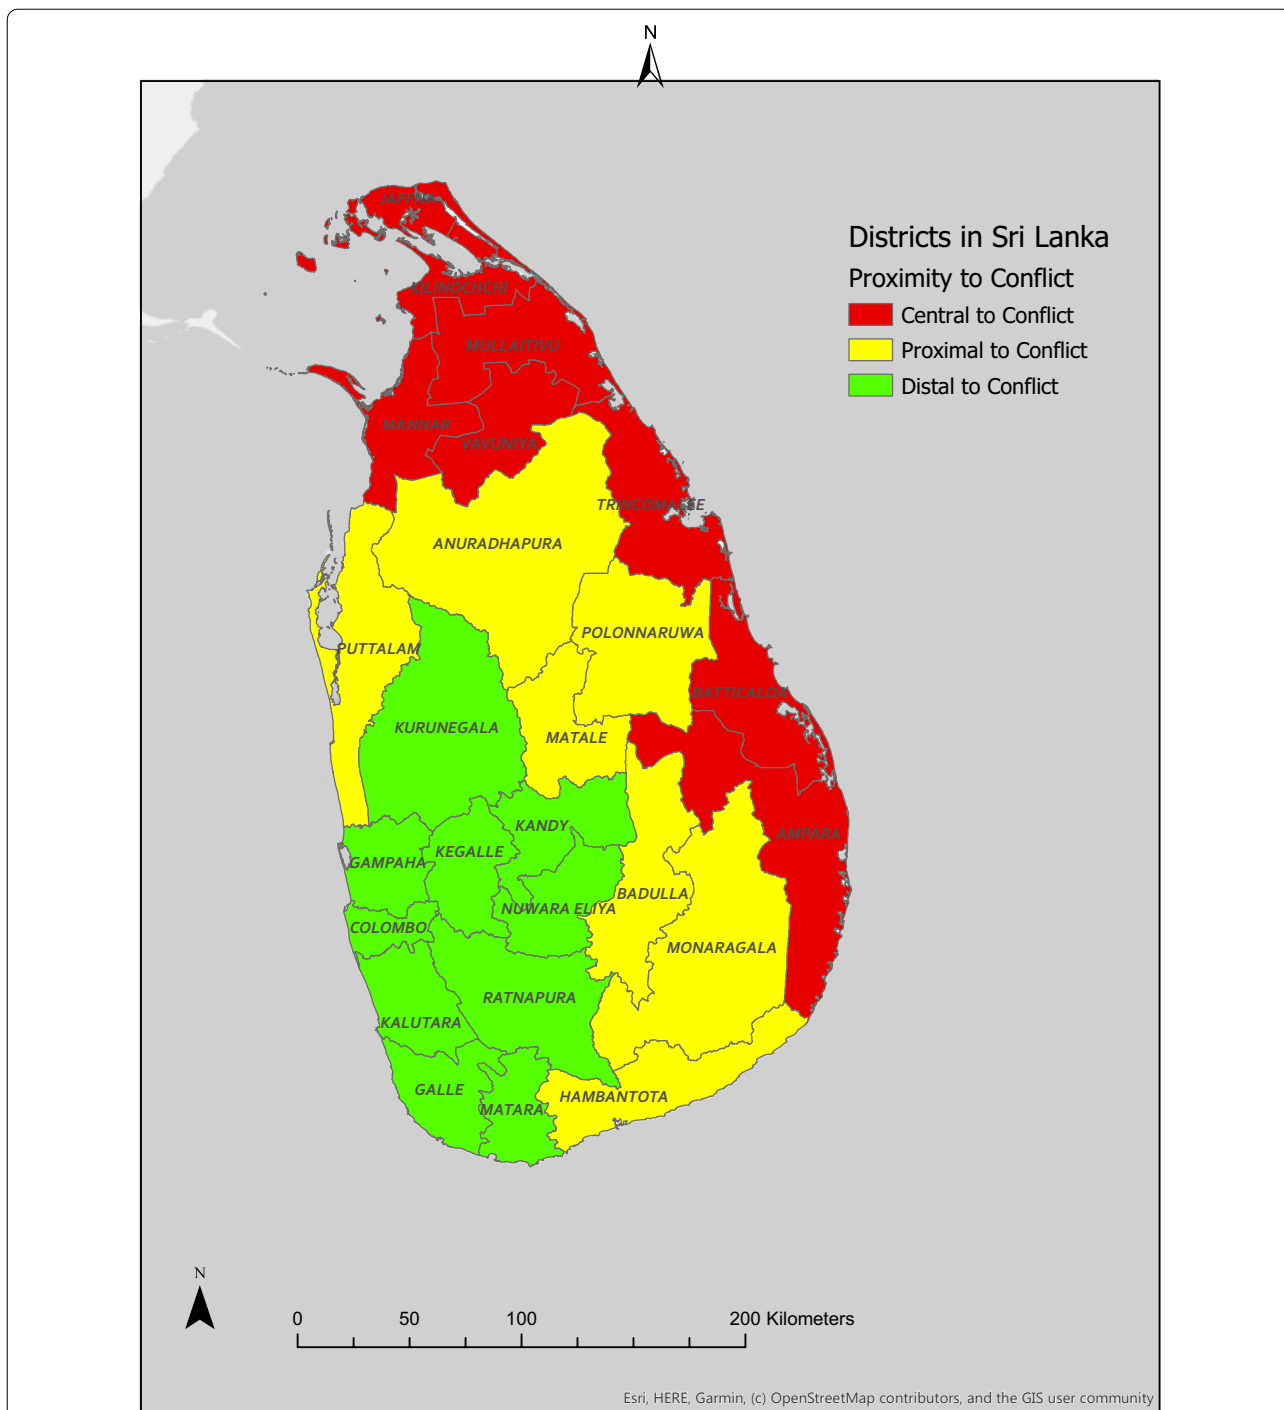 N
Districts in Sri Lanka
Proximity to Conflict
Central to Conflict
Proximal to Conflict
Distal to Conflict
JAFFNA
KILINOCHCHI
MULLAITIVU
MANNAR
VAVUNIYA
TRINCOMALEE
ANURADHAPURA
POLONNARUWA
PUTTALAM
BATTICALOA
KURUNEGALA
MATALE
KANDY
AMPARA
KEGALLE
GAMPAHA
BADULLA
NUWARA ELIYA
COLOMBO
MONARAGALA
RATNAPURA
KALUTARA
GALLE
HAMBANTOTA
MATARA
N
0 50 100 200 Kilometers
Esri, HERE, Garmin, (c) OpenStreetMap contributors, and the GIS user community